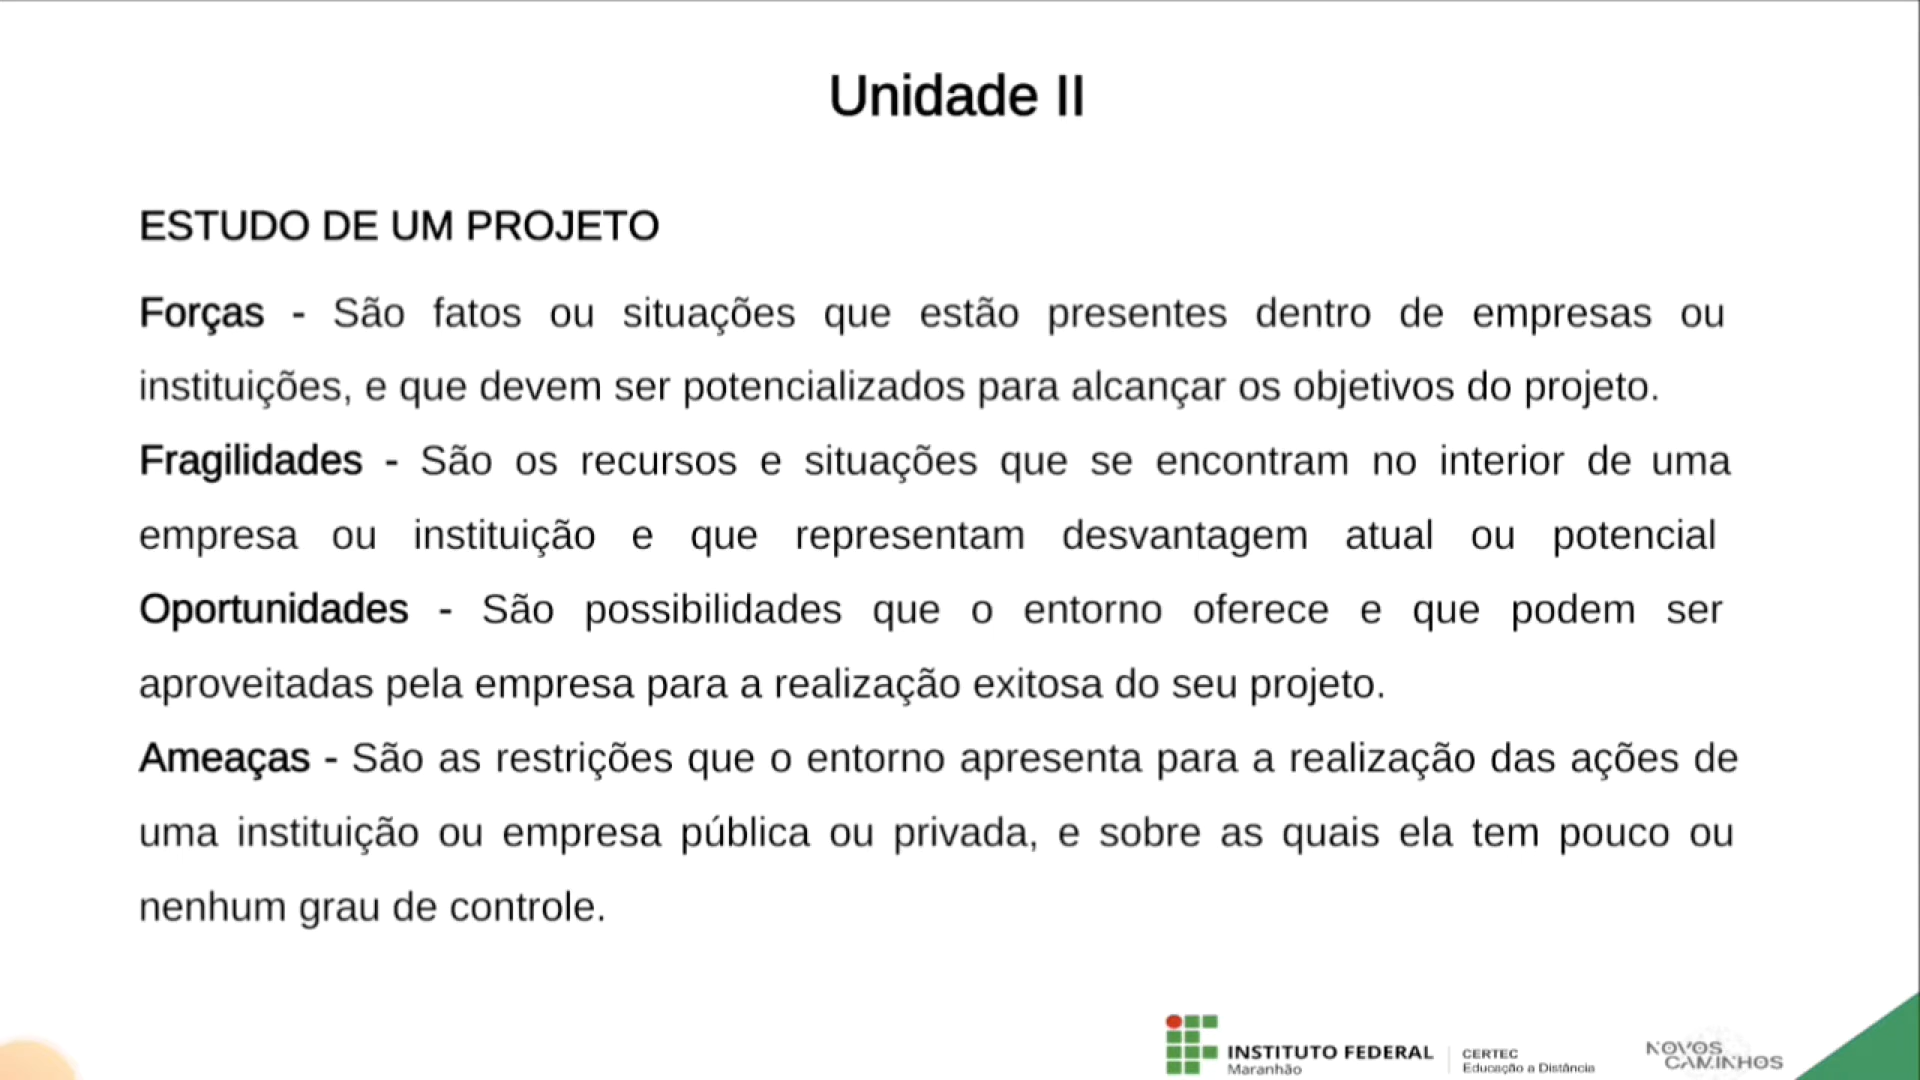 Unidade II
ESTUDO DE UM PROJETO
Forças - São fatos ou situações que estão presentes dentro de empresas ou
instituições, e que devem ser potencializados para alcançar os objetivos do projeto.
Fragilidades - São os recursos e situações que se encontram no interior de uma
empresa ou instituição e que representam desvantagem atual ou potencial
Oportunidades - São possibilidades que o entorno oferece e que podem ser
aproveitadas pela empresa para a realização exitosa do seu projeto.
Ameaças - São as restrições que o entorno apresenta para a realização das ações de
uma instituição ou empresa pública ou privada, e sobre as quais ela tem pouco ou
nenhum grau de controle.
INSTITUTO FEDERAL
Maranhão
CERTEC
Educação a Distância
NOVOS
CAMINHOS